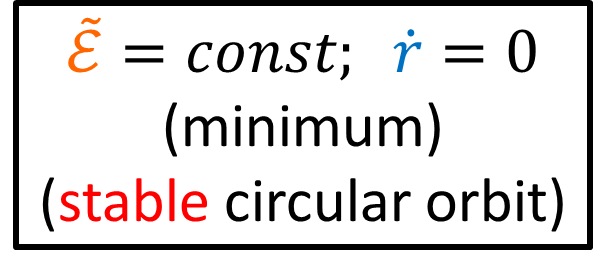 ℰ̃ = const; ṙ = 0
(minimum)
(stable circular orbit)